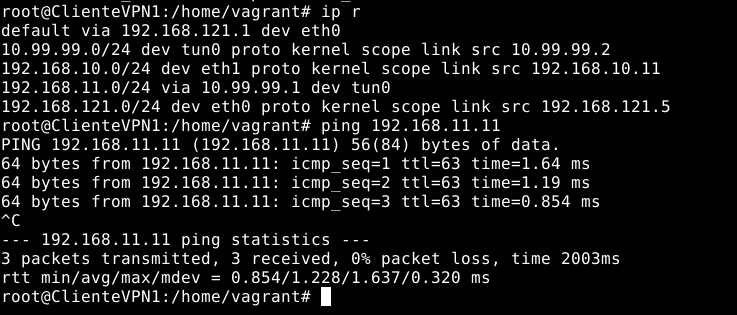 root@ClienteVPN1:/home/vagrant# ip r
default via 192.168.121.1 dev eth0
10.99.99.0/24 dev tun0 proto kernel scope link src 10.99.99.2
192.168.10.0/24 dev eth1 proto kernel scope link src 192.168.10.11
192.168.11.0/24 via 10.99.99.1 dev tun0
192.168.121.0/24 dev eth0 proto kernel scope link src 192.168.121.5
root@ClienteVPN1:/home/vagrant# ping 192.168.11.11
PING 192.168.11.11 (192.168.11.11) 56(84) bytes of data.
64 bytes from 192.168.11.11: icmp_seq=1 ttl=63 time=1.64 ms
64 bytes from 192.168.11.11: icmp_seq=2 ttl=63 time=1.19 ms
64 bytes from 192.168.11.11: icmp_seq=3 ttl=63 time=0.854 ms
^C
--- 192.168.11.11 ping statistics ---
3 packets transmitted, 3 received, 0% packet loss, time 2003ms
rtt min/avg/max/mdev = 0.854/1.228/1.637/0.320 ms
root@ClienteVPN1:/home/vagrant#